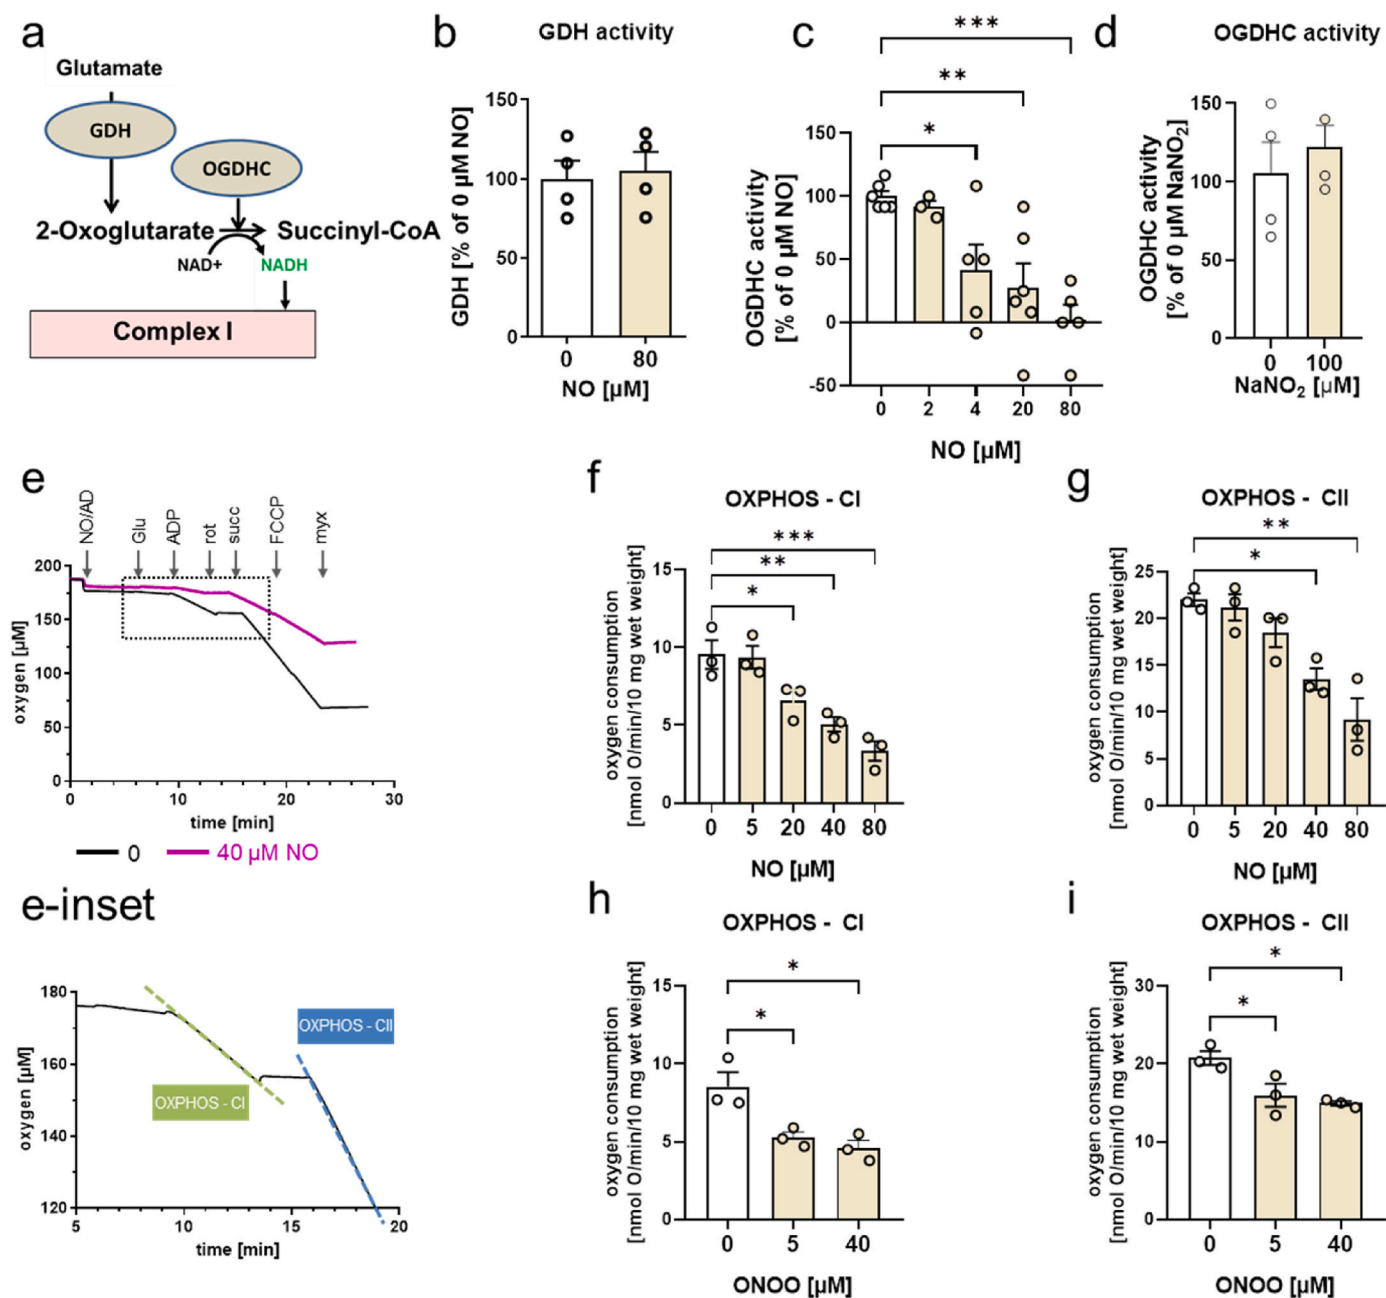 a
Glutamate
GDH
OGDHC
2-Oxoglutarate
Succinyl-CoA
NAD+
NADH
Complex I
b
GDH activity
GDH [% of 0 µM NO]
150
100
50
0
0
80
NO [µM]
c
***
**
*
OGDHC activity
[% of 0 µM NO]
150
100
50
0
-50
0
2
4
20
80
NO [µM]
d
OGDHC activity
OGDHC activity
[% of 0 µM NaNO2]
150
100
50
0
0
100
NaNO2 [µM]
e
NO/AD
Glu
ADP
rot
succ
FCCP
myx
oxygen [µM]
200
150
100
50
0
0
10
20
30
time [min]
0
40 µM NO
f
OXPHOS - CI
***
**
*
oxygen consumption
[nmol O/min/10 mg wet weight]
15
10
5
0
0
5
20
40
80
NO [µM]
g
OXPHOS - CII
**
*
oxygen consumption
[nmol O/min/10 mg wet weight]
25
20
15
10
5
0
0
5
20
40
80
NO [µM]
e-inset
oxygen [µM]
180
160
140
120
OXPHOS - CII
OXPHOS - CI
5
10
15
20
time [min]
h
OXPHOS - CI
*
*
oxygen consumption
[nmol O/min/10 mg wet weight]
15
10
5
0
0
5
40
ONOO [µM]
i
OXPHOS - CII
*
*
oxygen consumption
[nmol O/min/10 mg wet weight]
30
20
10
0
0
5
40
ONOO [µM]